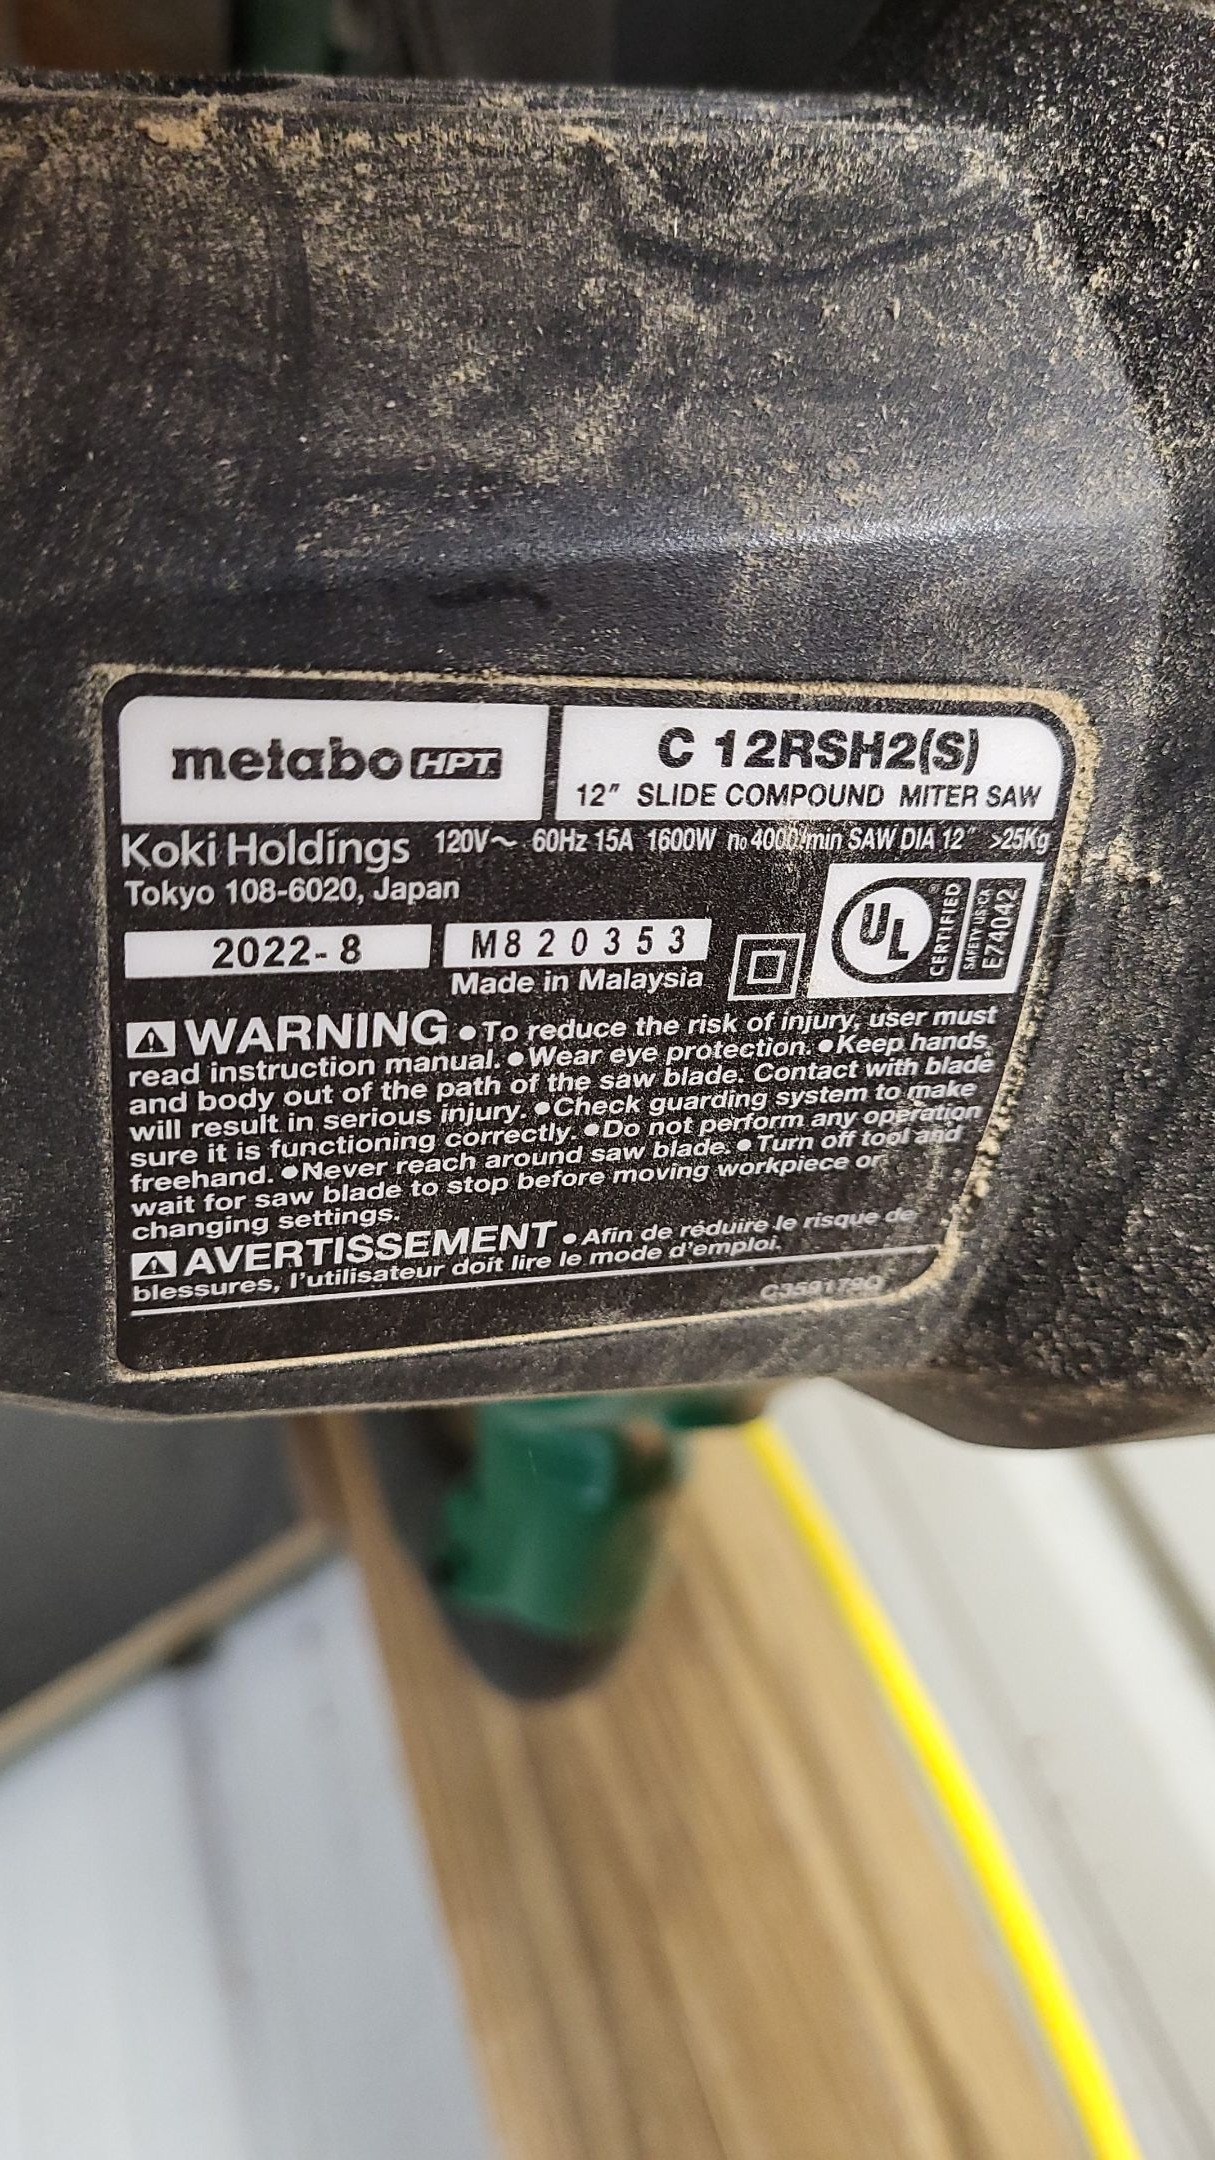 metabo HPT
C 12RSH2(S)
12" SLIDE COMPOUND MITER SAW
Koki Holdings 120V~ 60Hz 15A 1600W no 4000/min SAW DIA 12" >25Kg
Tokyo 108-6020, Japan
2022-8 M820353
Made in Malaysia
UL ® CERTIFIED
SAFETY US-CA
E74042
WARNING •To reduce the risk of injury, user must
read instruction manual. •Wear eye protection. •Keep hands
and body out of the path of the saw blade. Contact with blade
will result in serious injury. •Check guarding system to make
sure it is functioning correctly. •Do not perform any operation
freehand. •Never reach around saw blade. •Turn off tool and
wait for saw blade to stop before moving workpiece or
changing settings.
AVERTISSEMENT •Afin de réduire le risque de
blessures, l'utilisateur doit lire le mode d'emploi.